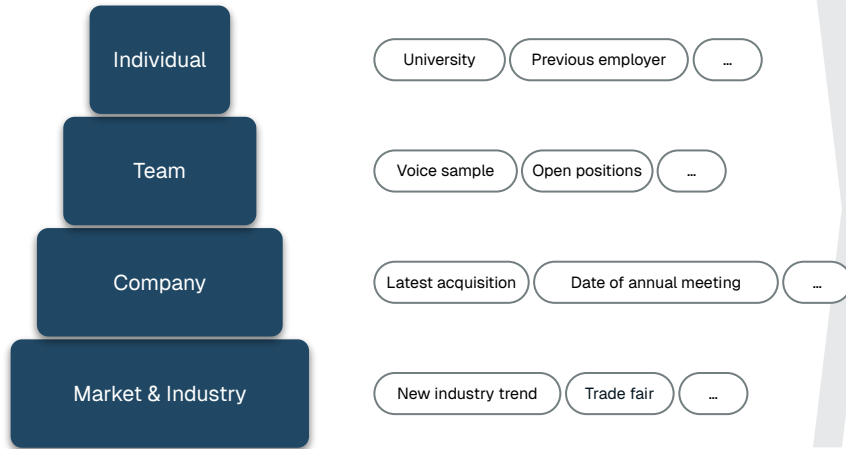 Individual
University
Previous employer
...
Team
Voice sample
Open positions
...
Company
Latest acquisition
Date of annual meeting
...
Market & Industry
New industry trend
Trade fair
...